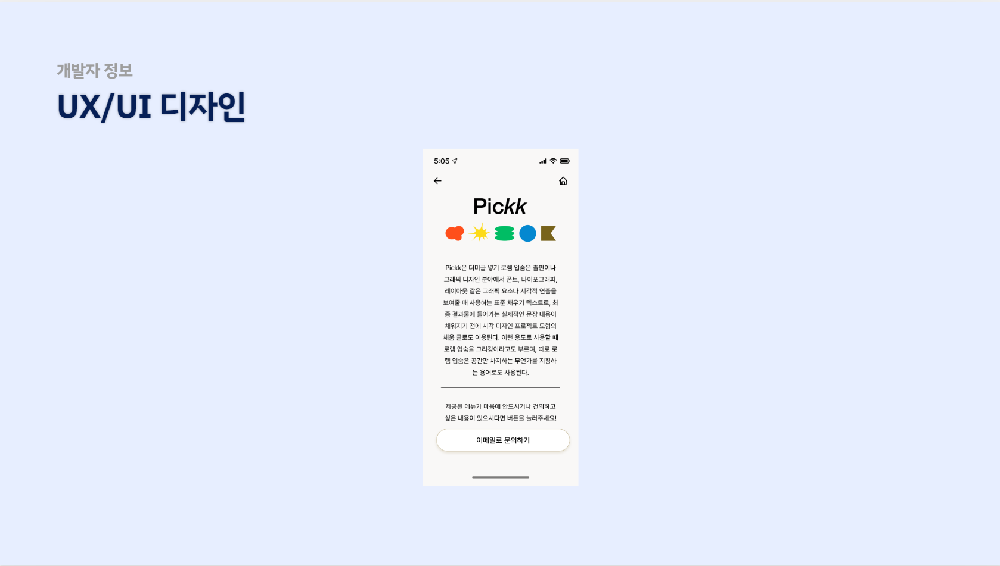 개발자 정보
UX/UI 디자인
5:05
Pickk
Pickk은 더미글 넣기 로렘 입숨은 출판이나
그래픽 디자인 분야에서 폰트, 타이포그래피,
레이아웃 같은 그래픽 요소나 시각적 연출을
보여줄 때 사용하는 표준 채우기 텍스트로, 최
종 결과물에 들어가는 실제적인 문장 내용이
채워지기 전에 시각 디자인 프로젝트 모형의
채움 글로도 이용된다. 이런 용도로 사용할 때
로렘 입숨을 그리킹이라고도 부르며, 때로 로
렘 입숨은 공간만 차지하는 무언가를 지칭하
는 용어로도 사용된다.
제공된 메뉴가 마음에 안드시거나 건의하고
싶은 내용이 있으시다면 버튼을 눌러주세요!
이메일로 문의하기